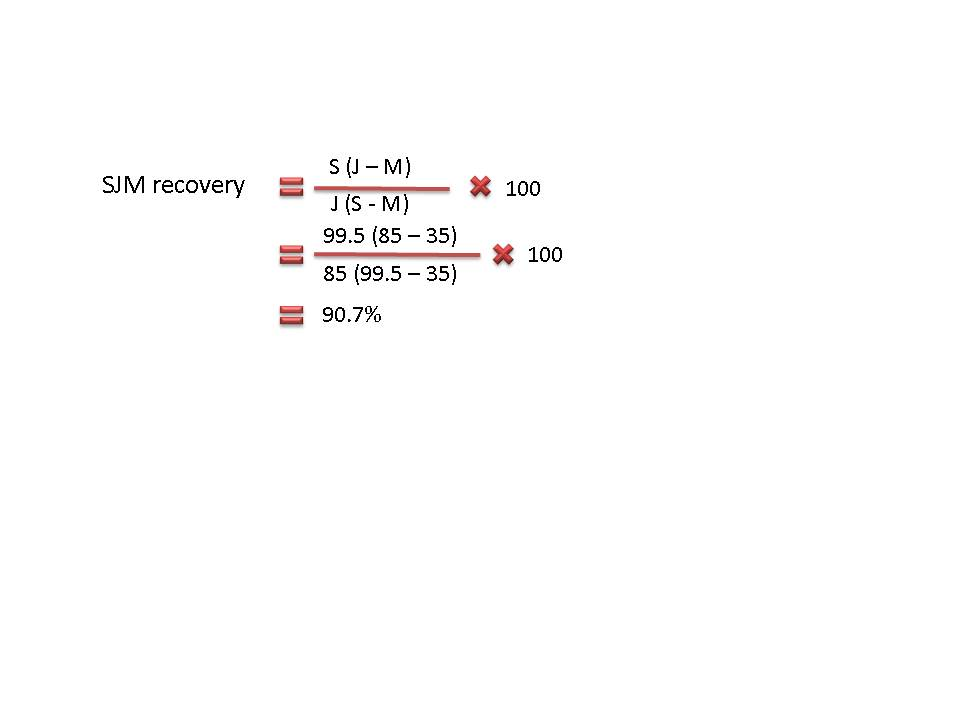 SJM recovery = S (J – M) / J (S - M) × 100
= 99.5 (85 – 35) / 85 (99.5 – 35) × 100
= 90.7%